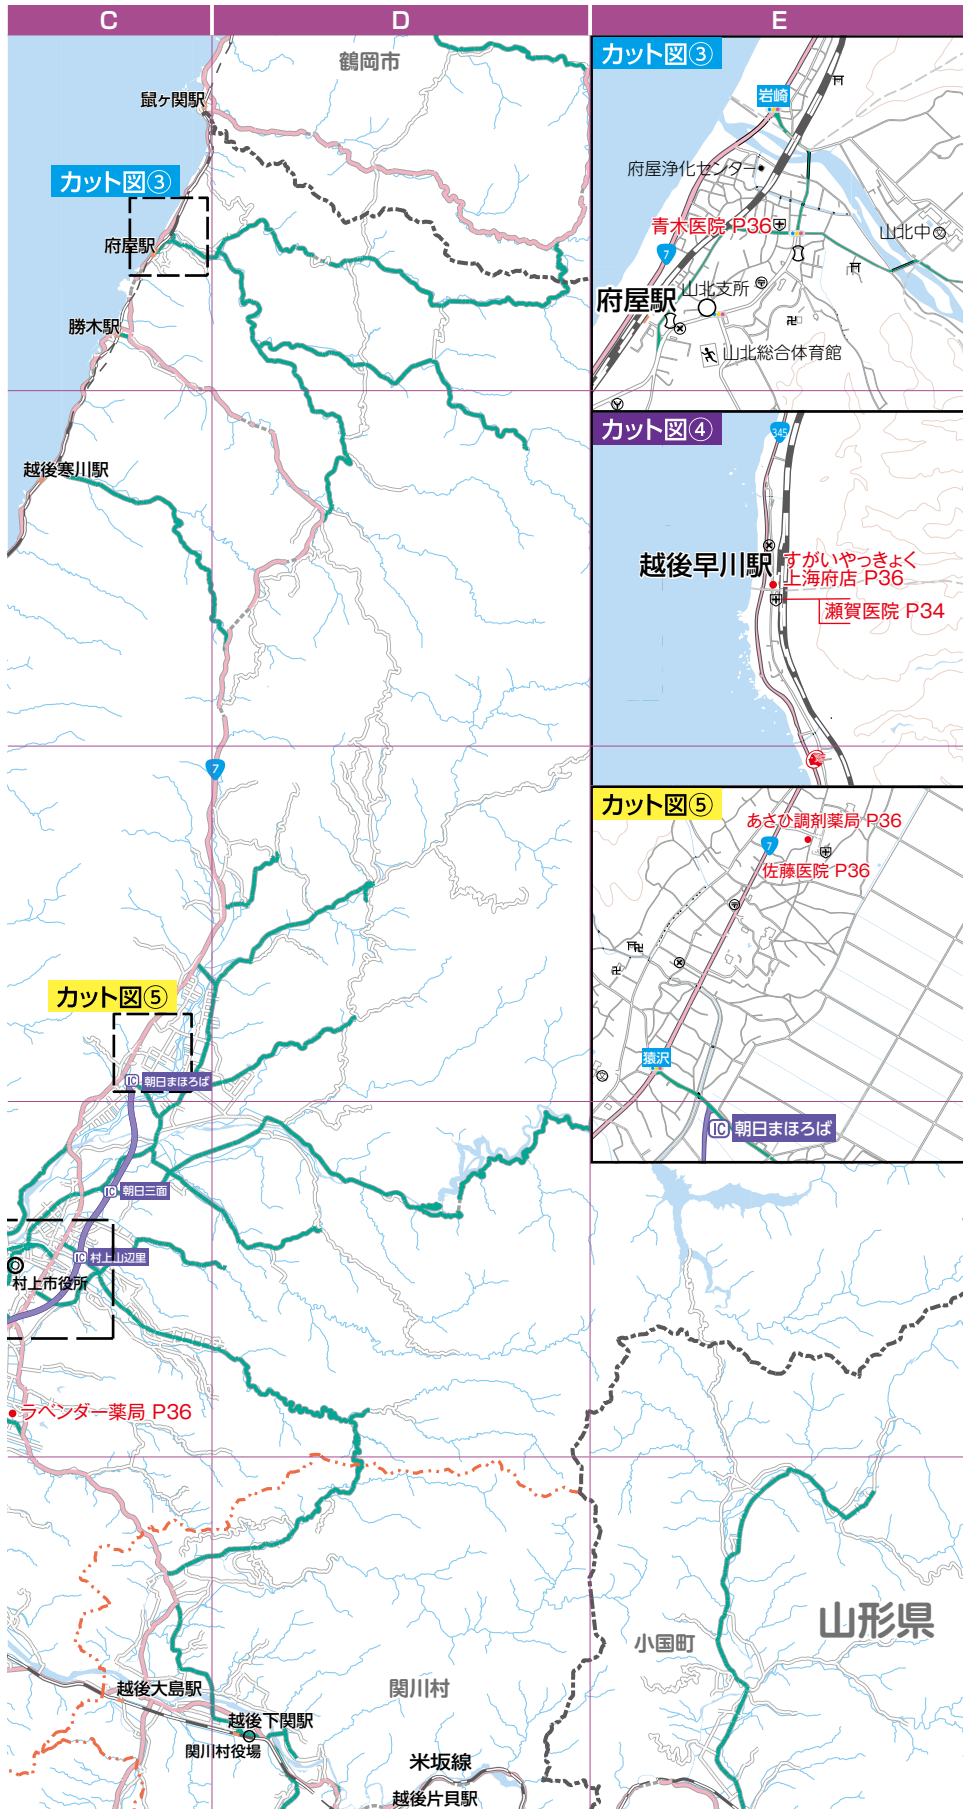 C D E
鶴岡市
鼠ヶ関駅
カット図③
府屋駅
勝木駅
越後寒川駅
7
カット図⑤
IC 朝日まほろば
IC 朝日三面
IC 村上山辺里
村上市役所
ラベンダー薬局 P36
越後大島駅
関川村
越後下関駅
関川村役場
米坂線
越後片貝駅
小国町
山形県
カット図③
岩崎
府屋浄化センター
青木医院 P36
山北中
7
府屋駅
山北支所
山北総合体育館
カット図④
345
越後早川駅
すがいやっきょく
上海府店 P36
瀬賀医院 P34
カット図⑤
あさひ調剤薬局 P36
7
佐藤医院 P36
猿沢
IC 朝日まほろば